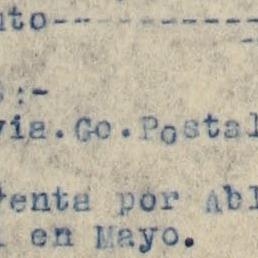 nto----------
s:-
via.Go.Postal
venta por Abl
l en Mayo.